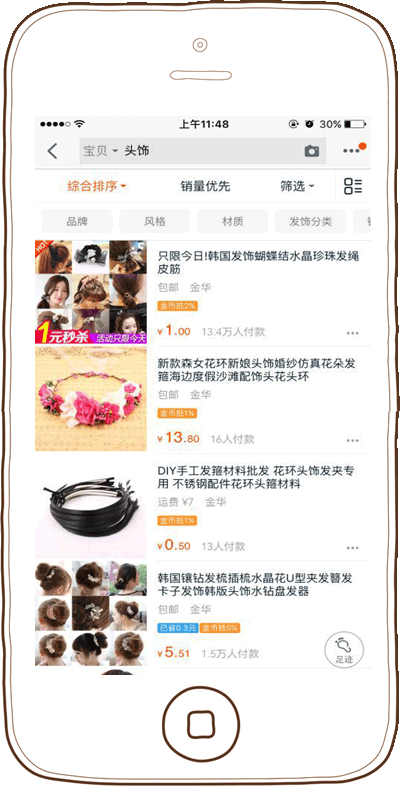 上午11:48
30%
宝贝 头饰
综合排序 销量优先 筛选
品牌 风格 材质 发饰分类
HOT
1元秒杀 活动只限今天
只限今日!韩国发饰蝴蝶结水晶珍珠发绳
皮筋
包邮 金华
金币抵2%
¥1.00 13.4万人付款
新款森女花环新娘头饰婚纱仿真花朵发
箍海边度假沙滩配饰头花头环
包邮 金华
金币抵1%
¥13.80 16人付款
DIY手工发箍材料批发 花环头饰发夹专
用 不锈钢配件花环头箍材料
运费 ¥7 金华
金币抵1%
¥0.50 13人付款
韩国镶钻发梳插梳水晶花U型夹发簪发
卡子发饰韩版头饰水钻盘发器
包邮 金华
已省0.3元 金币抵5%
¥5.51 1.5万人付款
足迹